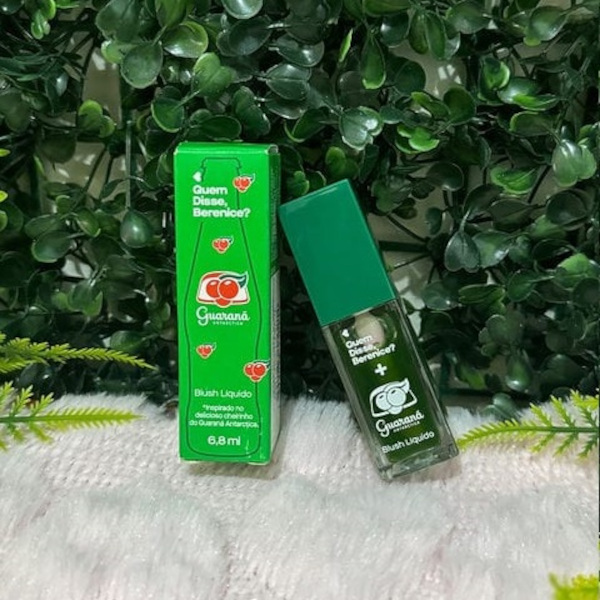 Quem
Disse,
Berenice?
Guaraná
ANTARCTICA
Blush Líquido
*Inspirado no
delicioso cheirinho
do Guaraná Antarctica.
6,8 ml
Quem
Disse,
Berenice?
+
Guaraná
ANTARCTICA
Blush Líquido